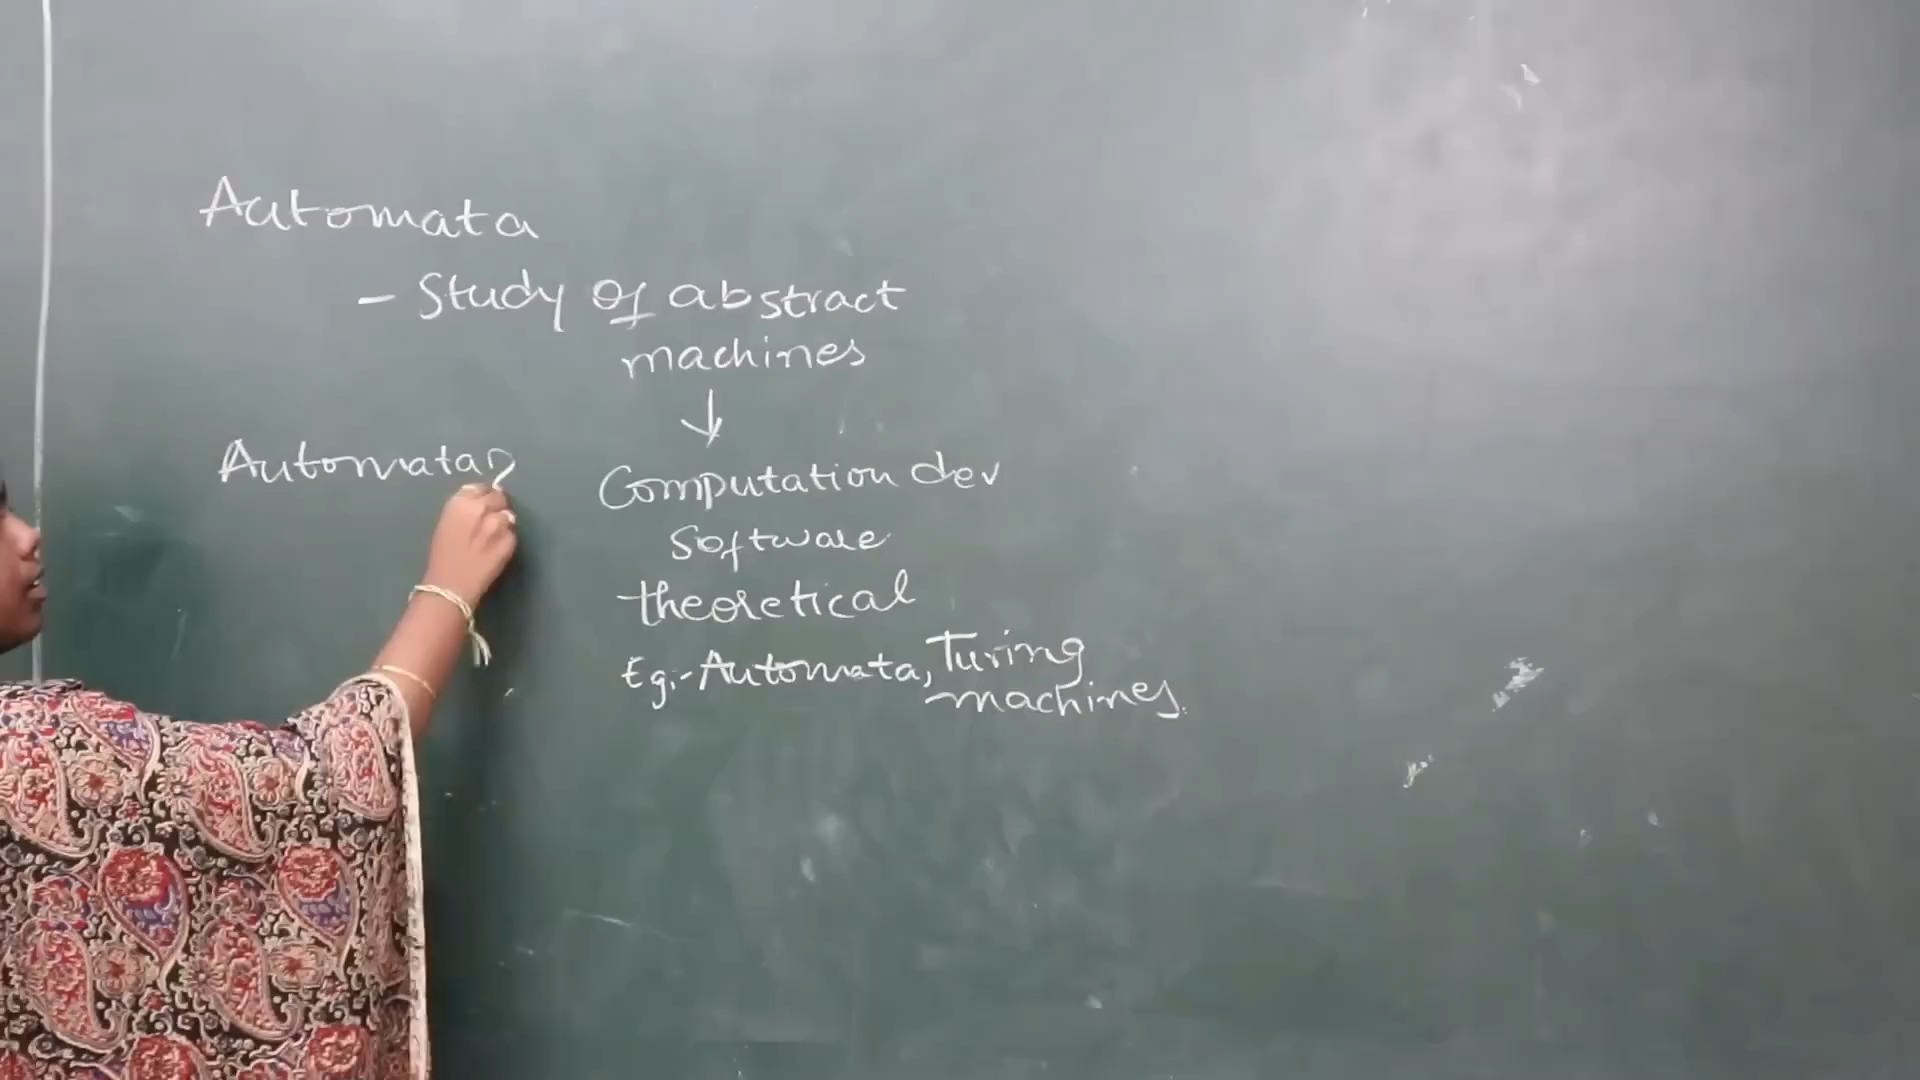 Automata
- Study of abstract
machines
↓
Automata?
Computation dev
Software
theoretical
Eg:- Automata, Turing
machines.